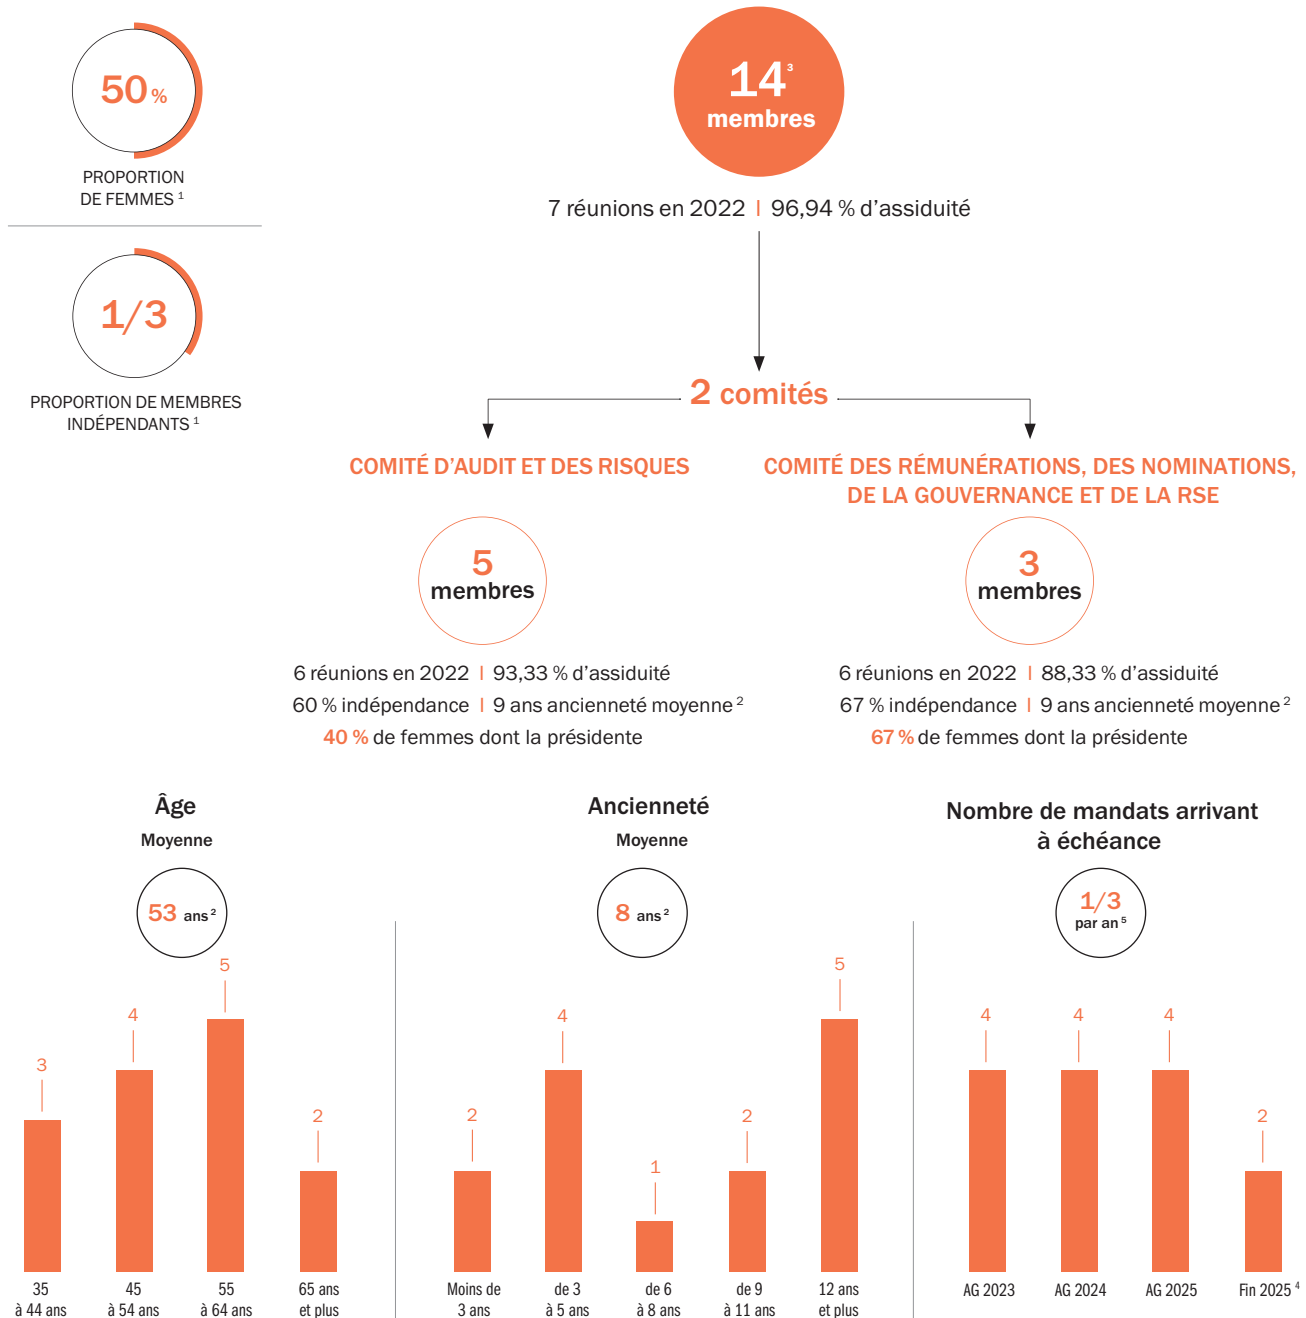 50 %
PROPORTION
DE FEMMES 1
1/3
PROPORTION DE MEMBRES
INDÉPENDANTS 1
14 3
membres
7 réunions en 2022 I 96,94 % d’assiduité
2 comités
COMITÉ D’AUDIT ET DES RISQUES
5
membres
6 réunions en 2022 I 93,33 % d’assiduité
60 % indépendance I 9 ans ancienneté moyenne 2
40 % de femmes dont la présidente
COMITÉ DES RÉMUNÉRATIONS, DES NOMINATIONS,
DE LA GOUVERNANCE ET DE LA RSE
3
membres
6 réunions en 2022 I 88,33 % d’assiduité
67 % indépendance I 9 ans ancienneté moyenne 2
67 % de femmes dont la présidente
Âge
Moyenne
53 ans 2
3
4
5
2
35
à 44 ans
45
à 54 ans
55
à 64 ans
65 ans
et plus
Ancienneté
Moyenne
8 ans 2
2
4
1
2
5
Moins de
3 ans
de 3
à 5 ans
de 6
à 8 ans
de 9
à 11 ans
12 ans
et plus
Nombre de mandats arrivant
à échéance
1/3
par an 5
4
4
4
2
AG 2023
AG 2024
AG 2025
Fin 2025 4